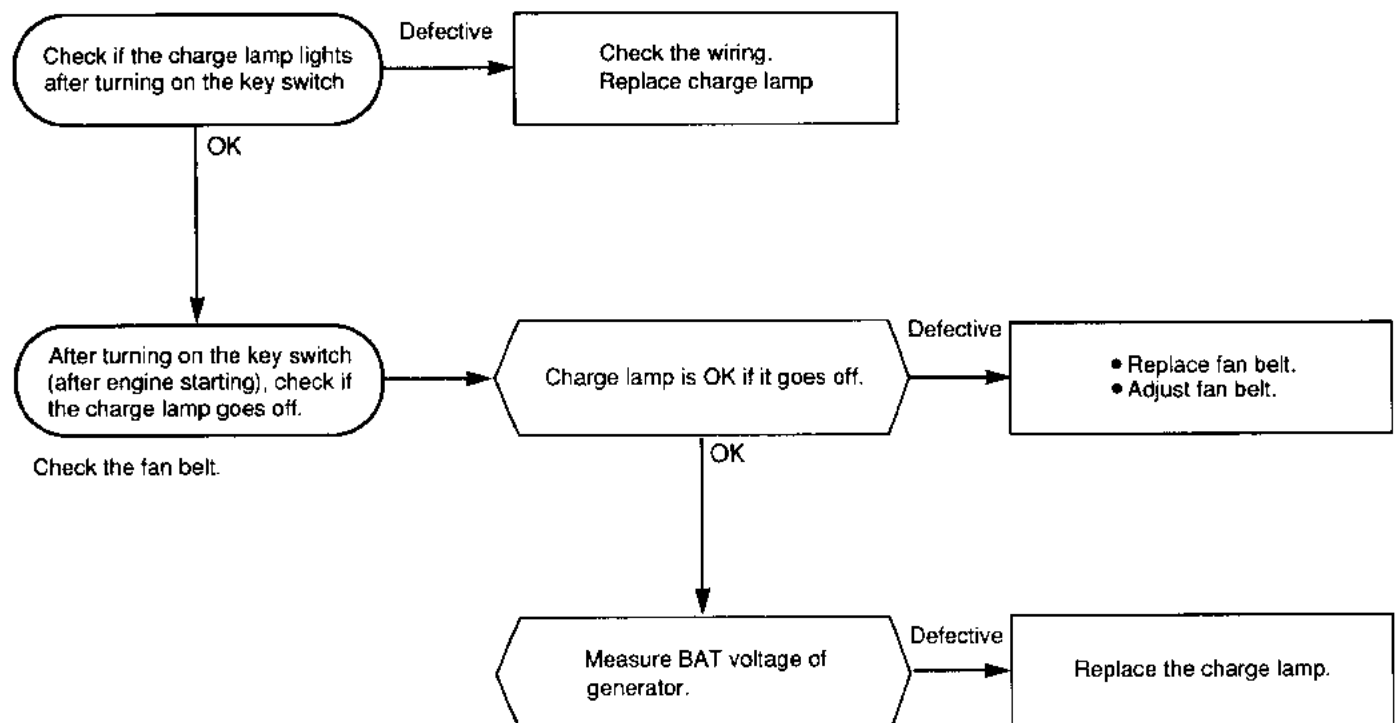 Check if the charge lamp lights
after turning on the key switch
Defective
Check the wiring.
Replace charge lamp
OK
After turning on the key switch
(after engine starting), check if
the charge lamp goes off.
Check the fan belt.
Charge lamp is OK if it goes off.
Defective
● Replace fan belt.
● Adjust fan belt.
OK
Measure BAT voltage of
generator.
Defective
Replace the charge lamp.